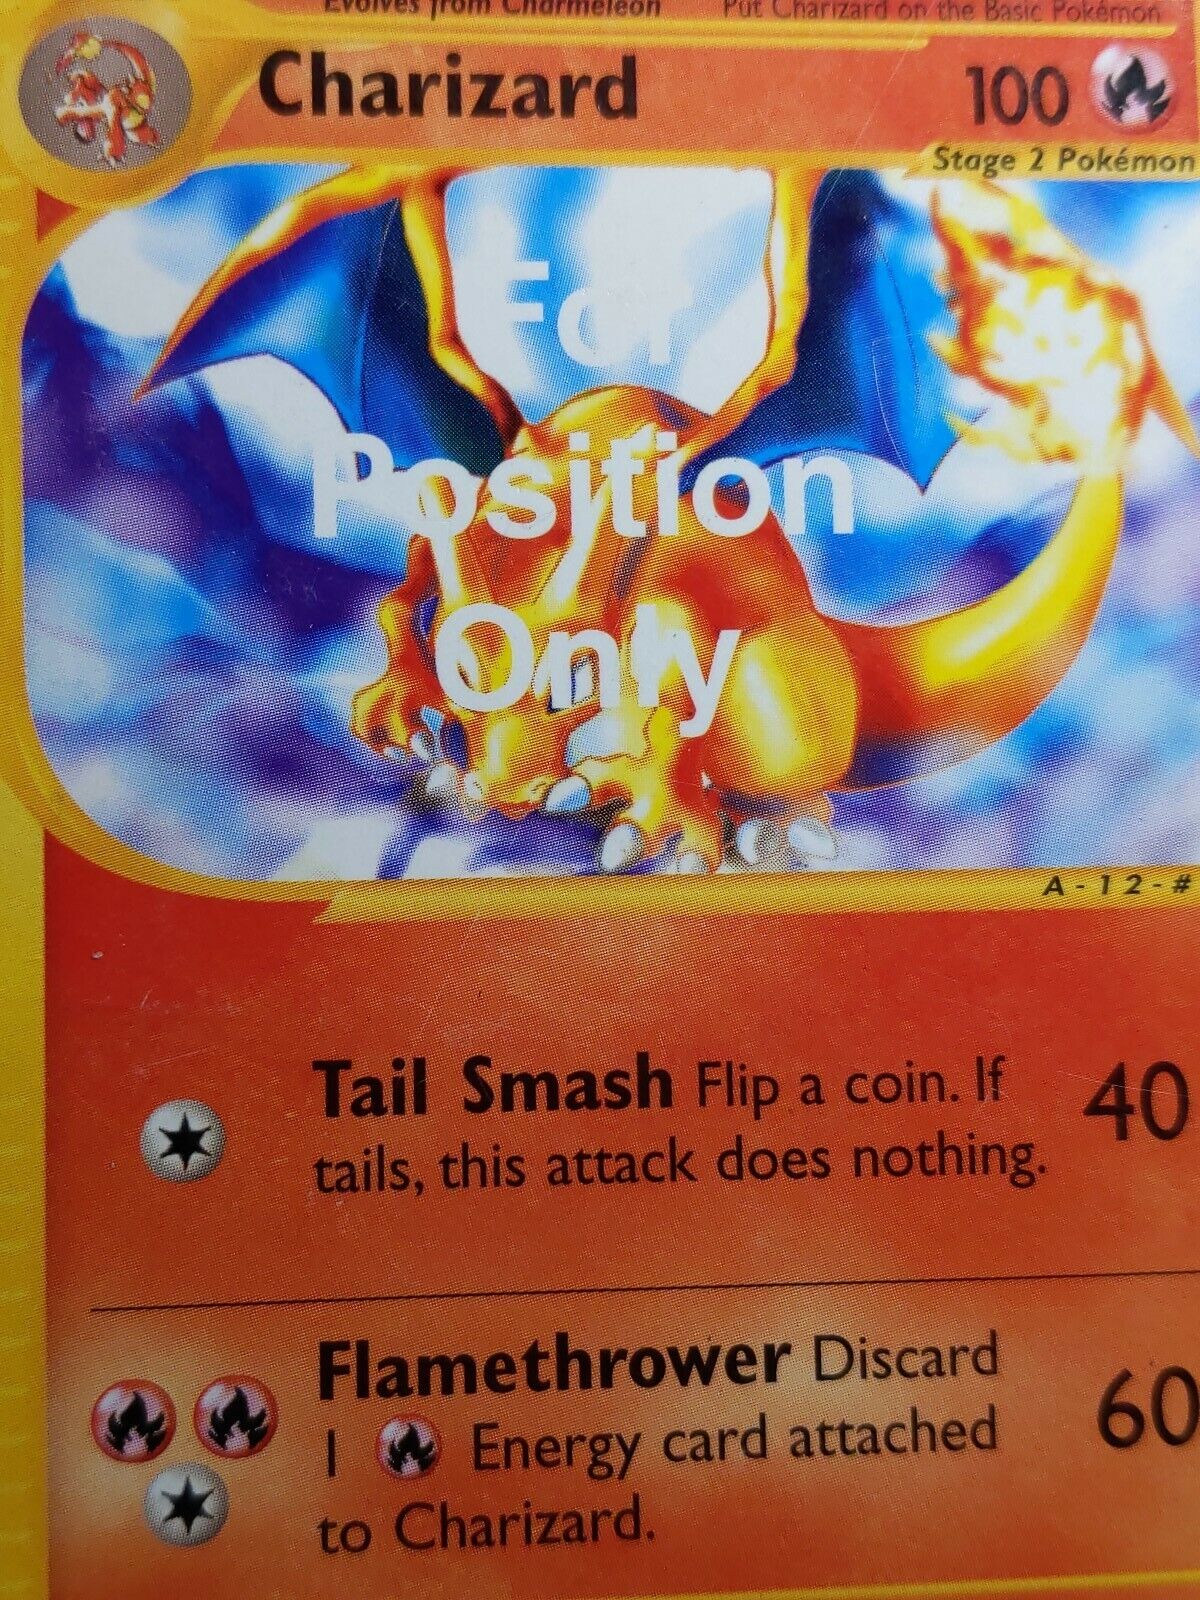 Evolves from Charmeleon Put Charizard on the Basic Pokémon
Charizard 100
Stage 2 Pokémon
For
Position
Only
A-12-#
Tail Smash Flip a coin. If 40
tails, this attack does nothing.
Flamethrower Discard
1 Energy card attached 60
to Charizard.